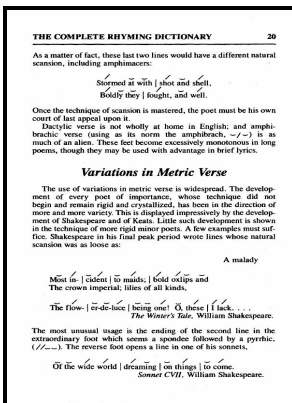 THE COMPLETE RHYMING DICTIONARY 20
As a matter of fact, these last two lines would have a different natural
scansion, including amphimacers:
Stormed at with | shot and shell,
Boldly they | fought, and well.
Once the technique of scansion is mastered, the poet must be his own
court of last appeal upon it.
Dactylic verse is not wholly at home in English; and amphi-
brachic verse (using as its norm the amphibrach, ⏑/⏑) is as
much of an alien. These feet become excessively monotonous in long
poems, though they may be used with advantage in brief lyrics.
Variations in Metric Verse
The use of variations in metric verse is widespread. The develop-
ment of every poet of importance, whose technique did not
begin and remain rigid and crystallized, has been in the direction of
more and more variety. This is displayed impressively by the develop-
ment of Shakespeare and of Keats. Little such development is shown
in the technique of more rigid minor poets. A few examples must suf-
fice. Shakespeare in his final peak period wrote lines whose natural
scansion was as loose as:
A malady
Most in- | cident | to maids; | bold oxlips and
The crown imperial; lilies of all kinds,
The flow- | er-de-luce | being one! O, these | I lack. . . .
The Winter's Tale, William Shakespeare.
The most unusual usage is the ending of the second line in the
extraordinary foot which seems a spondee followed by a pyrrhic,
(//⏑⏑). The reverse foot opens a line in one of his sonnets,
Of the wide world | dreaming | on things | to come.
Sonnet CVII, William Shakespeare.